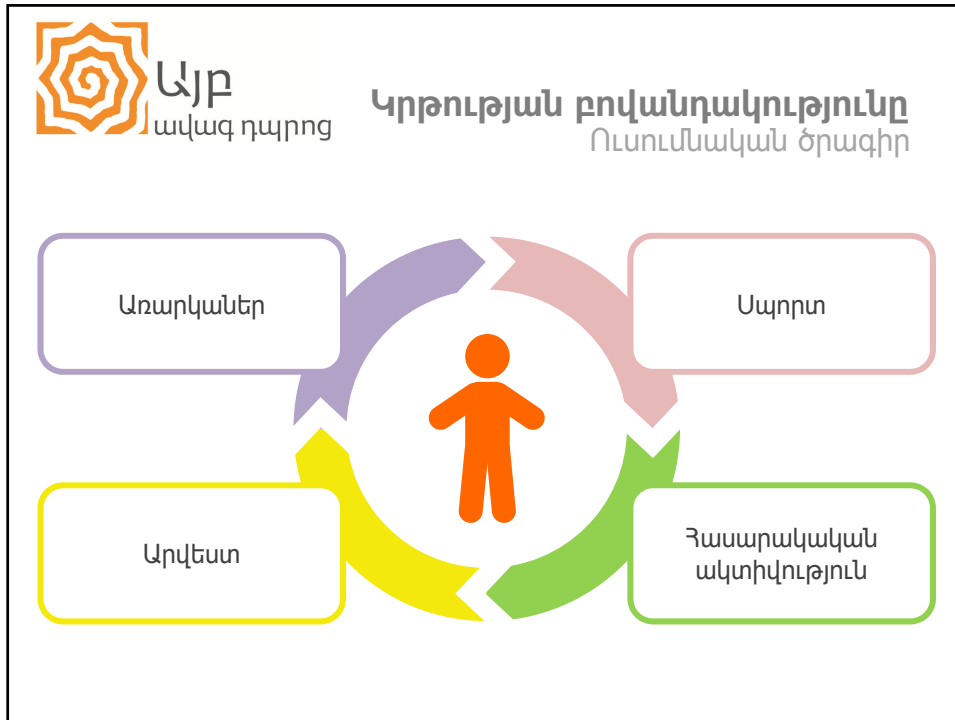 Այբ
ավագ դպրոց
Կրթության բովանդակությունը
Ուսումնական ծրագիր
Առարկաներ
Սպորտ
Արվեստ
Հասարակական
ակտիվություն